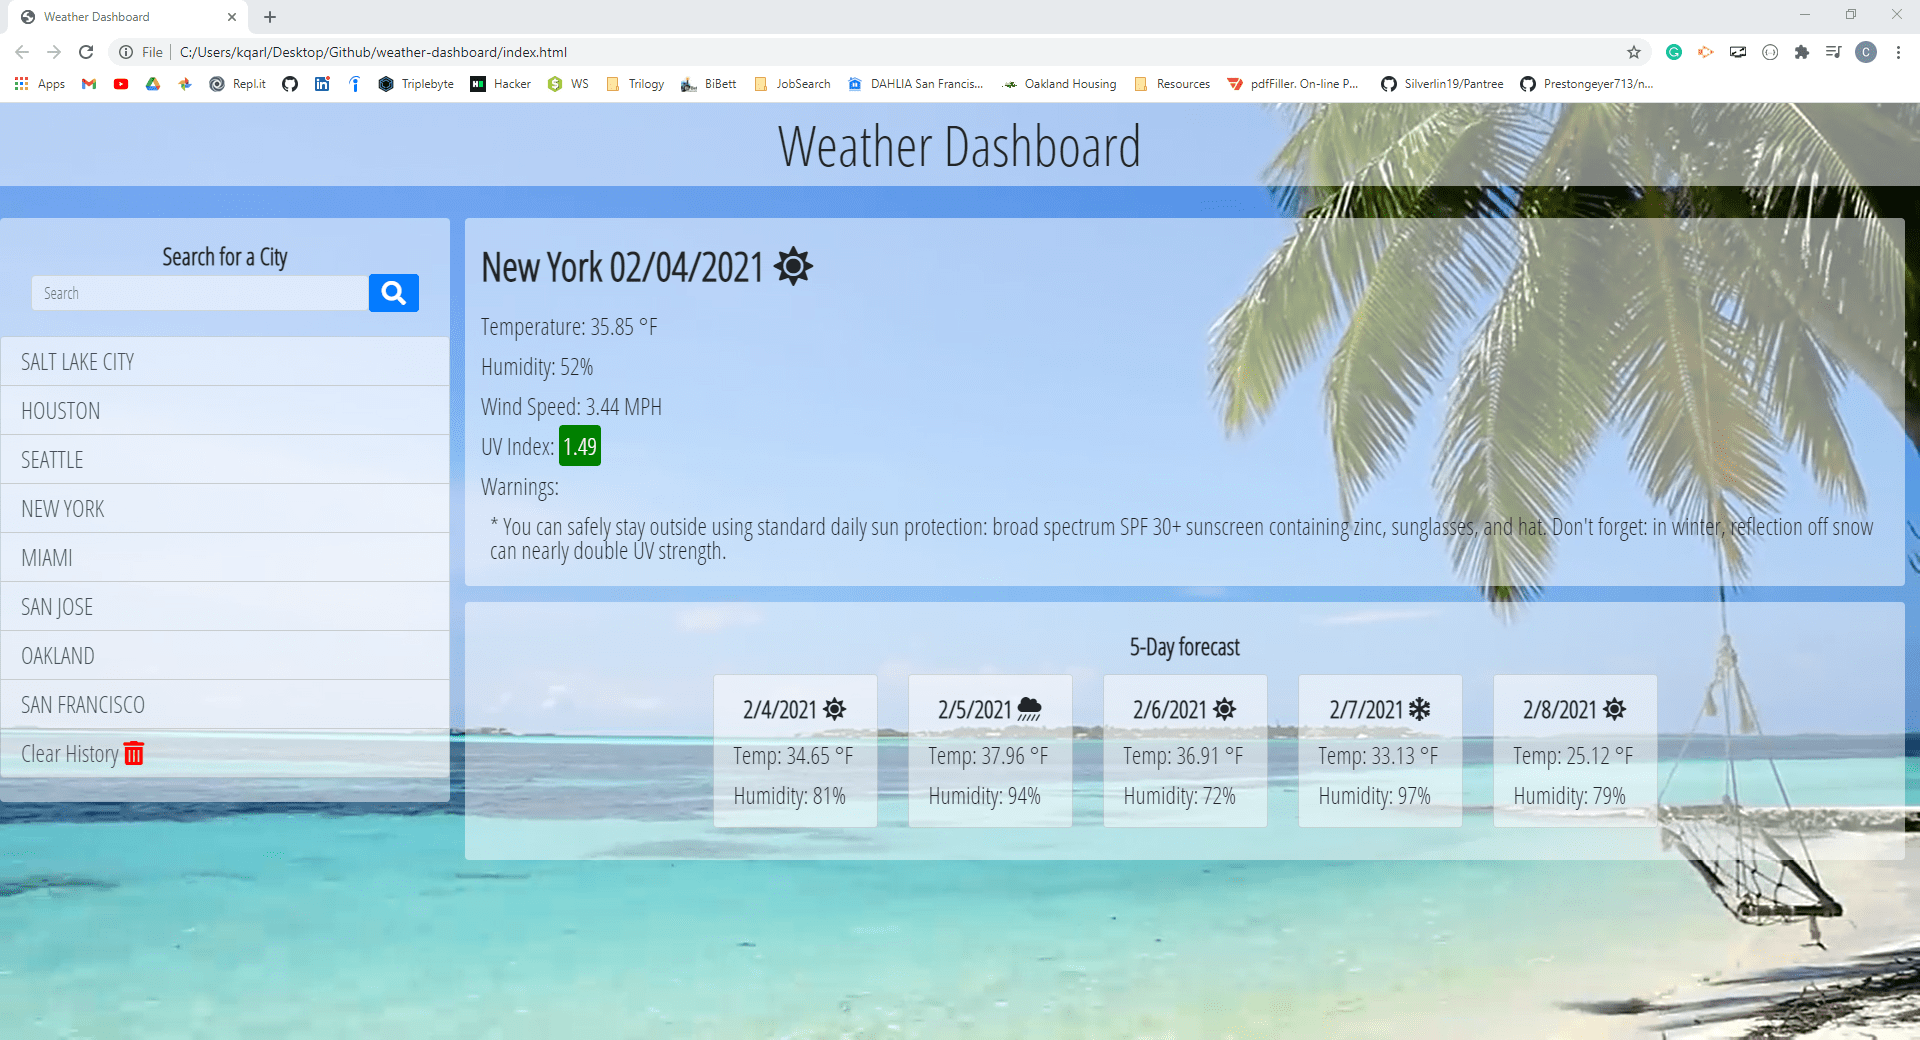 Weather Dashboard
File C:/Users/kqarl/Desktop/Github/weather-dashboard/index.html
C
Apps Repl.it Triplebyte Hacker WS Trilogy BiBett JobSearch DAHLIA San Francis... Oakland Housing Resources pdfFiller. On-line P... Silverlin19/Pantree Prestongeyer713/n...
Weather Dashboard
Search for a City
Search
SALT LAKE CITY
HOUSTON
SEATTLE
NEW YORK
MIAMI
SAN JOSE
OAKLAND
SAN FRANCISCO
Clear History
New York 02/04/2021
Temperature: 35.85 °F
Humidity: 52%
Wind Speed: 3.44 MPH
UV Index: 1.49
Warnings:
* You can safely stay outside using standard daily sun protection: broad spectrum SPF 30+ sunscreen containing zinc, sunglasses, and hat. Don't forget: in winter, reflection off snow
can nearly double UV strength.
5-Day forecast
2/4/2021
Temp: 34.65 °F
Humidity: 81%
2/5/2021
Temp: 37.96 °F
Humidity: 94%
2/6/2021
Temp: 36.91 °F
Humidity: 72%
2/7/2021
Temp: 33.13 °F
Humidity: 97%
2/8/2021
Temp: 25.12 °F
Humidity: 79%